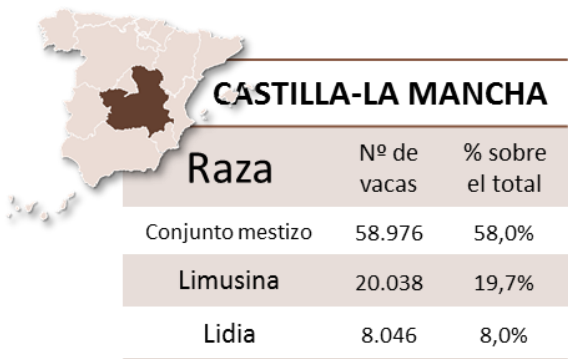 CASTILLA-LA MANCHA
Raza Nº de vacas % sobre el total
Conjunto mestizo 58.976 58,0%
Limusina 20.038 19,7%
Lidia 8.046 8,0%